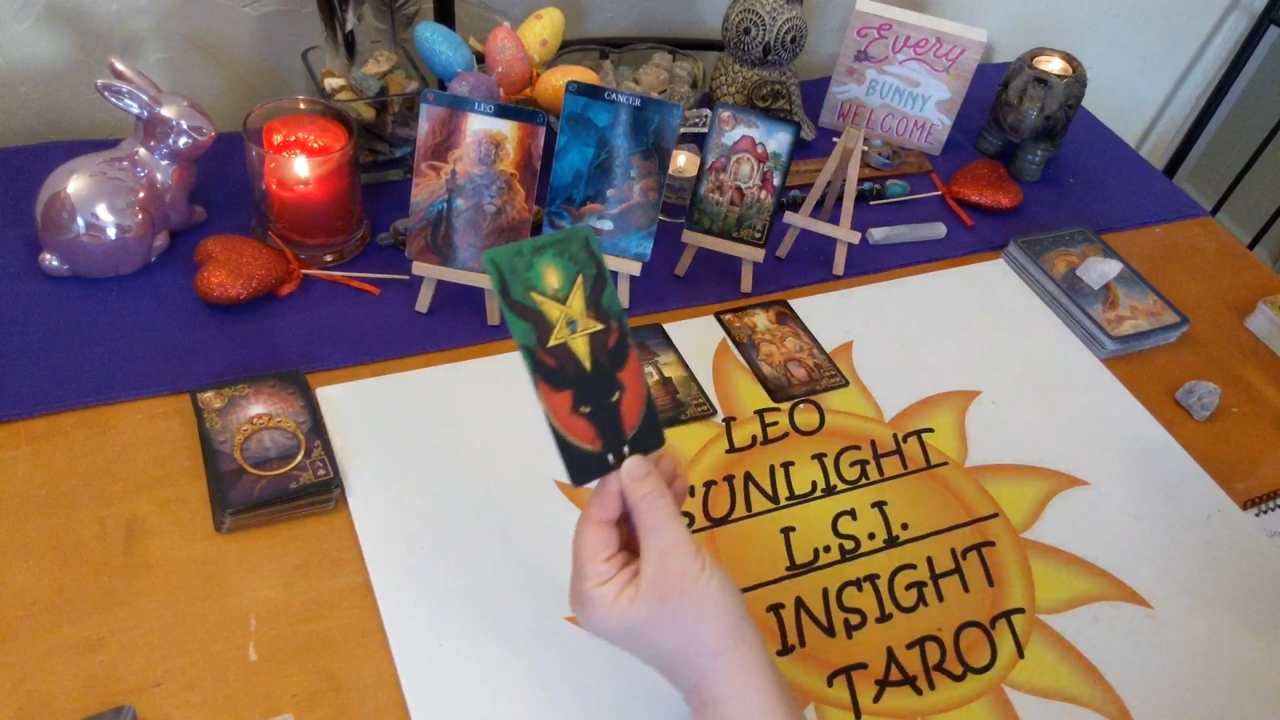 LEO
CANCER
Every
BUNNY
WELCOME
LEO
SUNLIGHT
L.S.I.
INSIGHT
TAROT